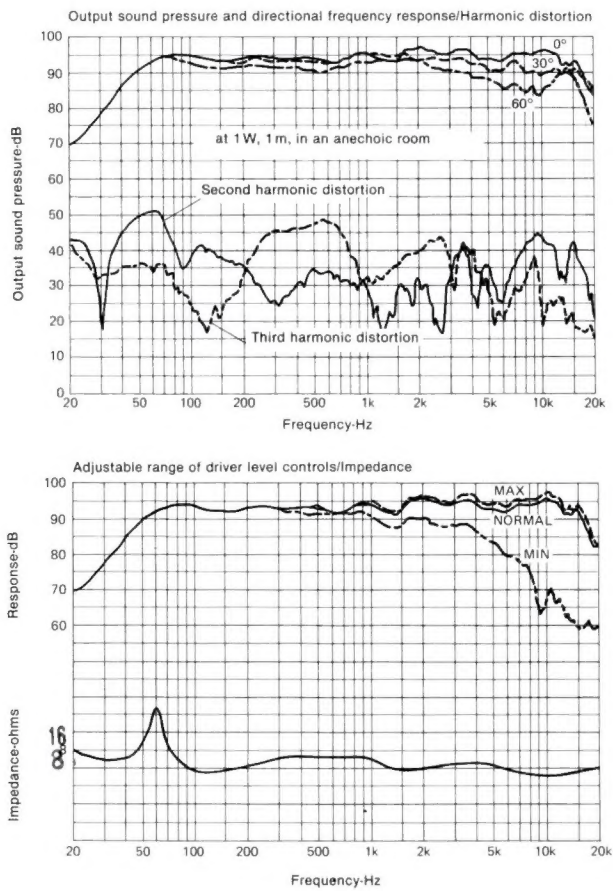 Output sound pressure and directional frequency response/Harmonic distortion
100
90
80
70
60
50
40
30
20
10
0
Output sound pressure-dB
0°
30°
60°
at 1W, 1m, in an anechoic room
Second harmonic distortion
Third harmonic distortion
20 50 100 200 500 1k 2k 5k 10k 20k
Frequency-Hz
Adjustable range of driver level controls/Impedance
100
90
80
70
60
Response-dB
MAX
NORMAL
MIN
16
8
Impedance-ohms
20 50 100 200 500 1k 2k 5k 10k 20k
Frequency-Hz